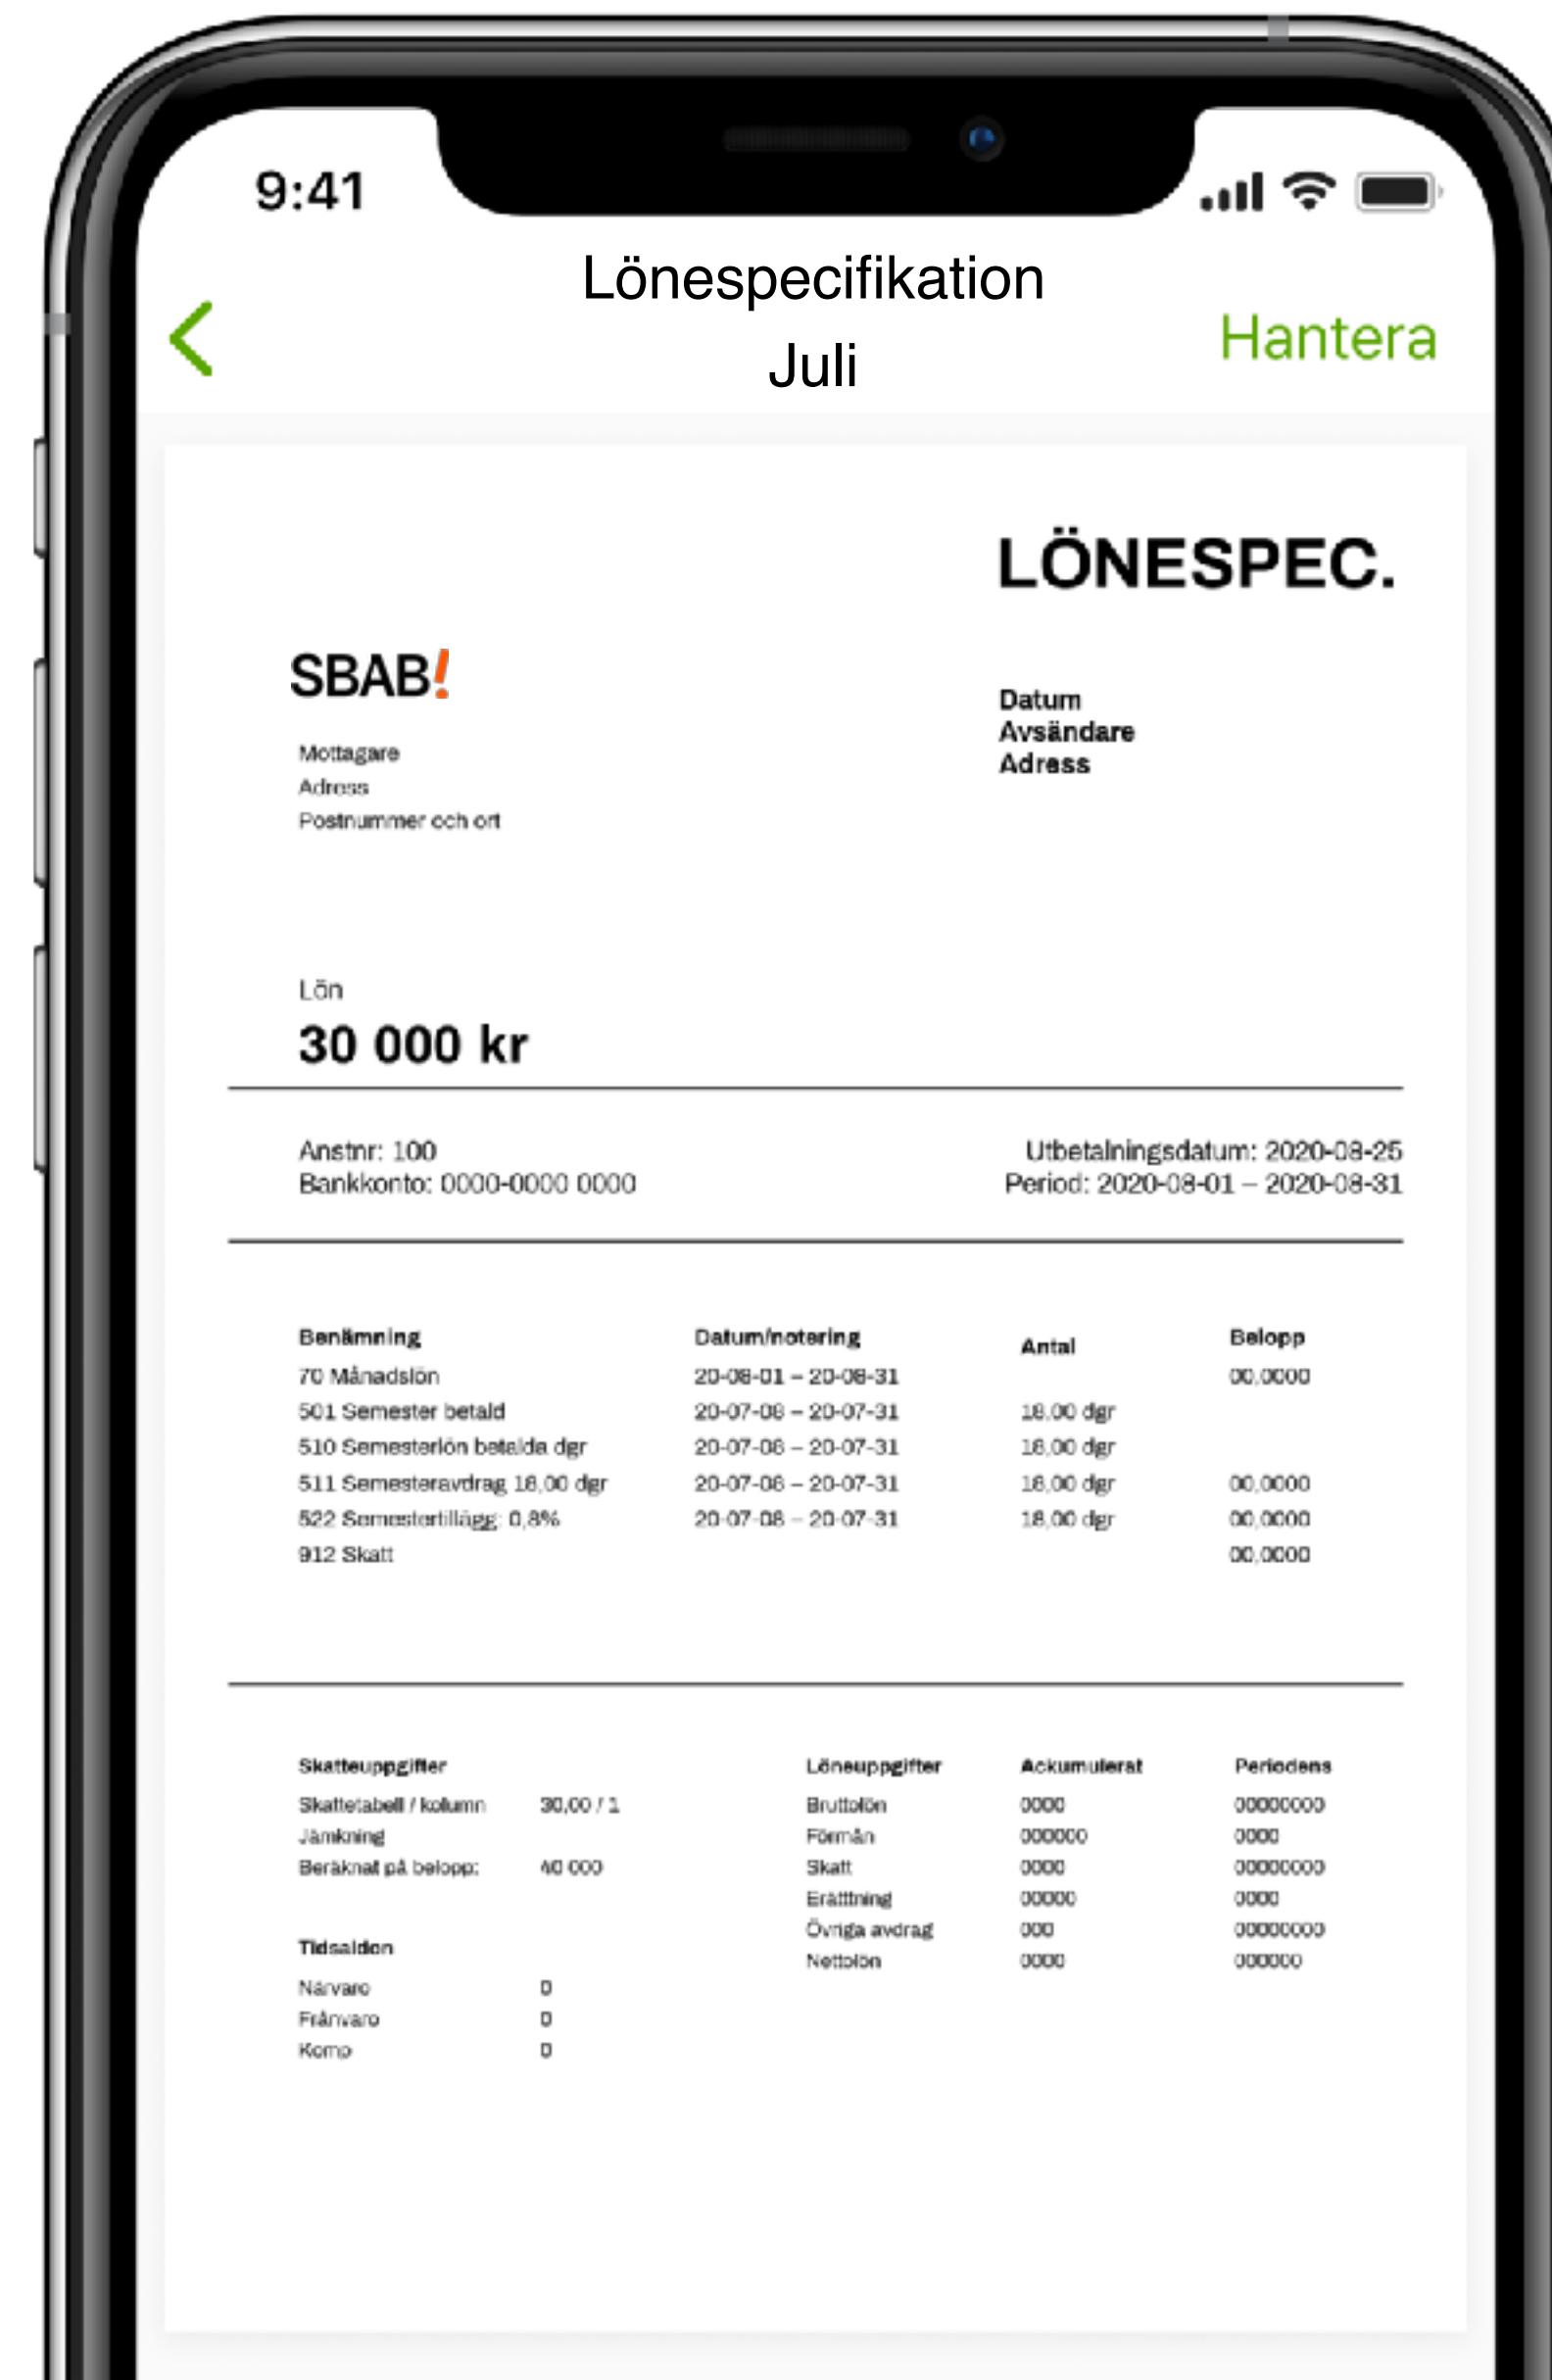 9:41
Lönespecifikation
Juli
Hantera
LÖNESPEC.
SBAB!
Datum
Avsändare
Adress
Mottagare
Adress
Postnummer och ort
Lön
30 000 kr
Anstnr: 100 Utbetalningsdatum: 2020-08-25
Bankkonto: 0000-0000 0000 Period: 2020-08-01 – 2020-08-31
Benämning Datum/notering Antal Belopp
70 Månadslön 20-08-01 – 20-08-31 00,0000
501 Semester betald 20-07-08 – 20-07-31 18,00 dgr
510 Semesterlön betalda dgr 20-07-08 – 20-07-31 18,00 dgr
511 Semesteravdrag 18,00 dgr 20-07-08 – 20-07-31 18,00 dgr 00,0000
522 Semestertillägg: 0,8% 20-07-08 – 20-07-31 18,00 dgr 00,0000
912 Skatt 00,0000
Skatteuppgifter Löneuppgifter Ackumulerat Periodens
Skattetabell / kolumn 30,00 / 1 Bruttolön 0000 00000000
Jämkning Förmån 000000 0000
Beräknat på belopp: 40 000 Skatt 0000 00000000
Erätttning 00000 0000
Övriga avdrag 000 00000000
Nettolön 0000 000000
Tidsaldon
Närvaro 0
Frånvaro 0
Komp 0